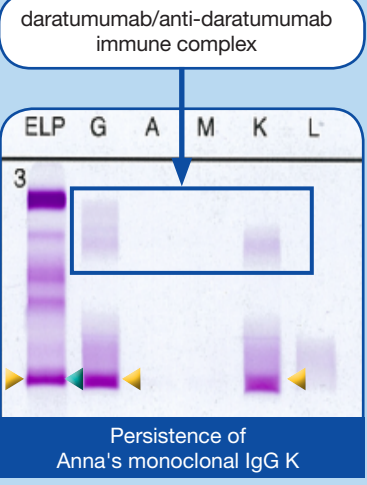 daratumumab/anti-daratumumab
immune complex
ELP G A M K L
3
Persistence of
Anna's monoclonal IgG K